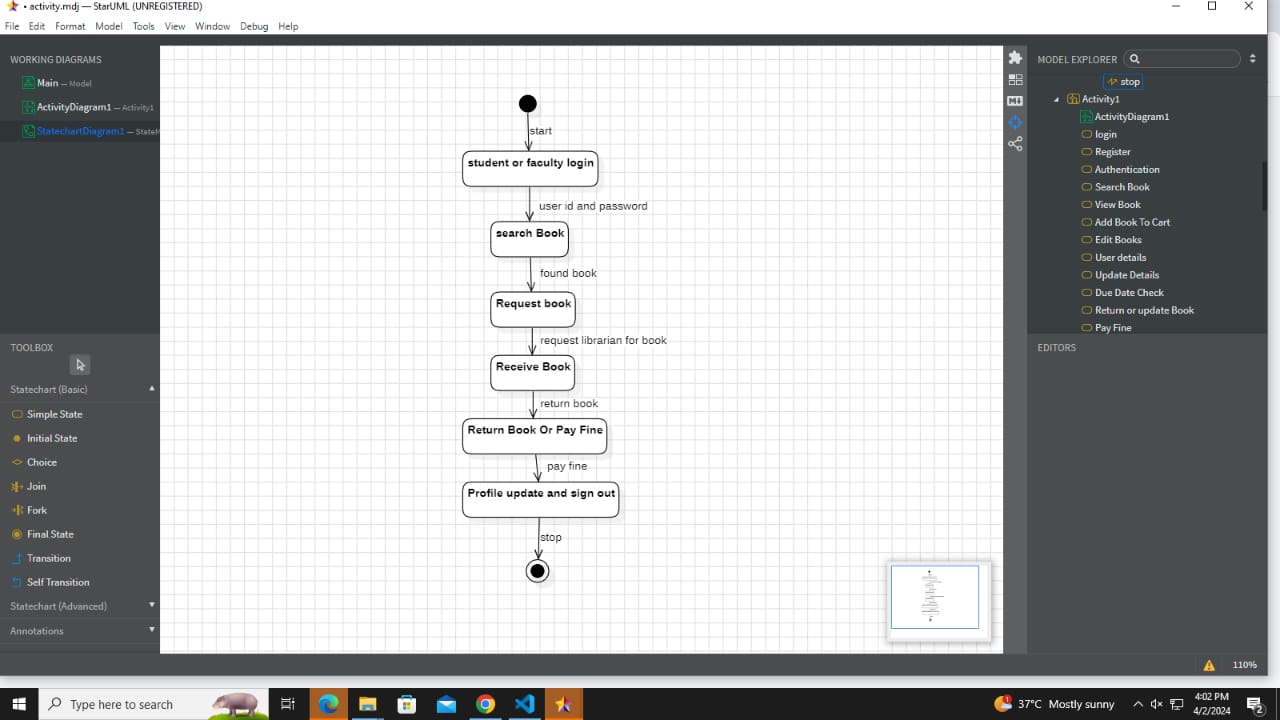 • activity.mdj — StarUML (UNREGISTERED)
File Edit Format Model Tools View Window Debug Help
WORKING DIAGRAMS
Main — Model
ActivityDiagram1 — Activity1
StatechartDiagram1 — StateM
TOOLBOX
Statechart (Basic)
Simple State
Initial State
Choice
Join
Fork
Final State
Transition
Self Transition
Statechart (Advanced)
Annotations
start
student or faculty login
user id and password
search Book
found book
Request book
request librarian for book
Receive Book
return book
Return Book Or Pay Fine
pay fine
Profile update and sign out
stop
MODEL EXPLORER
stop
Activity1
ActivityDiagram1
login
Register
Authentication
Search Book
View Book
Add Book To Cart
Edit Books
User details
Update Details
Due Date Check
Return or update Book
Pay Fine
EDITORS
110%
Type here to search
37°C Mostly sunny
4:02 PM
4/2/2024
2